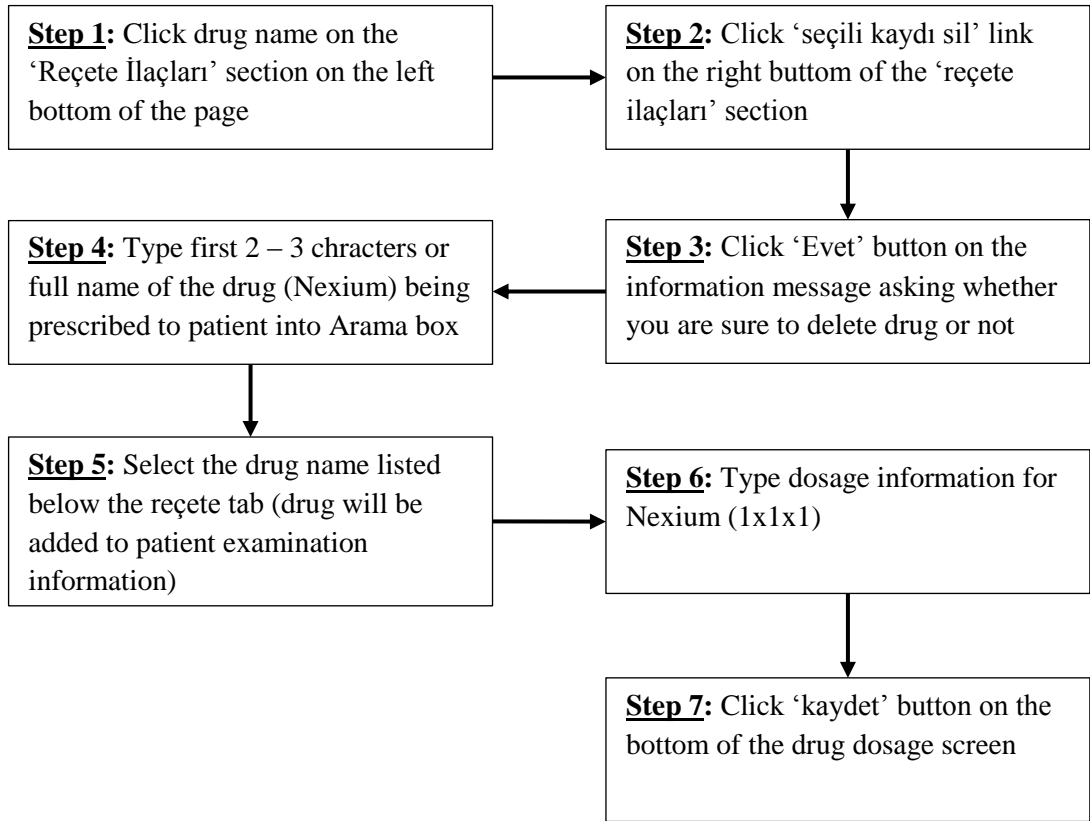 Step 1: Click drug name on the
‘Reçete İlaçları’ section on the left
bottom of the page
Step 2: Click ‘seçili kaydı sil’ link
on the right buttom of the ‘reçete
ilaçları’ section
Step 3: Click ‘Evet’ button on the
information message asking whether
you are sure to delete drug or not
Step 4: Type first 2 – 3 chracters or
full name of the drug (Nexium) being
prescribed to patient into Arama box
Step 5: Select the drug name listed
below the reçete tab (drug will be
added to patient examination
information)
Step 6: Type dosage information for
Nexium (1x1x1)
Step 7: Click ‘kaydet’ button on the
bottom of the drug dosage screen